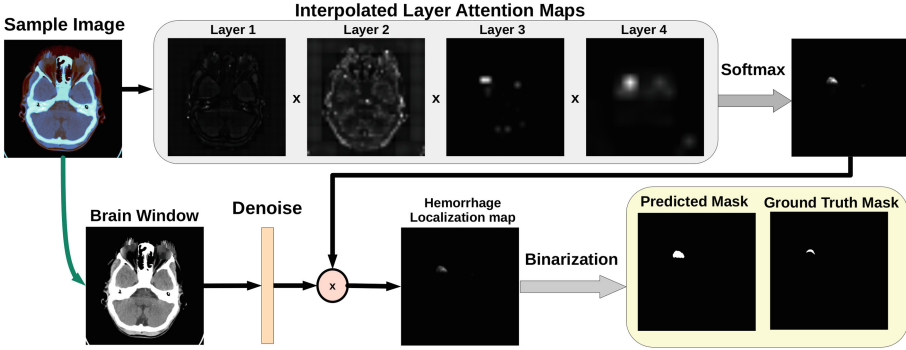 Interpolated Layer Attention Maps
Sample Image
Layer 1
Layer 2
Layer 3
Layer 4
x
x
x
Softmax
Brain Window
Denoise
x
Hemorrhage
Localization map
Binarization
Predicted Mask
Ground Truth Mask